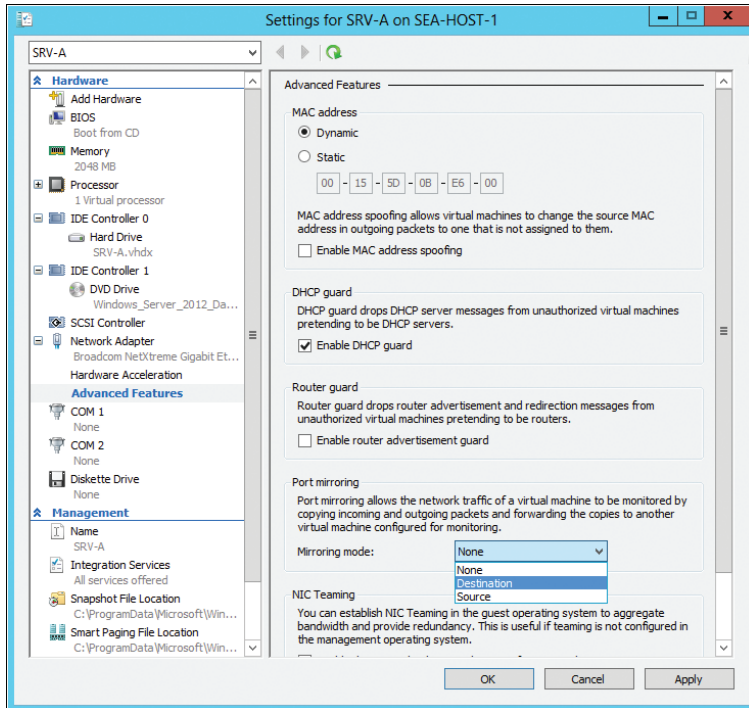 Settings for SRV-A on SEA-HOST-1
SRV-A
Hardware
Add Hardware
BIOS
Boot from CD
Memory
2048 MB
Processor
1 Virtual processor
IDE Controller 0
Hard Drive
SRV-A.vhdx
IDE Controller 1
DVD Drive
Windows_Server_2012_Da...
SCSI Controller
Network Adapter
Broadcom NetXtreme Gigabit Et...
Hardware Acceleration
Advanced Features
COM 1
None
COM 2
None
Diskette Drive
None
Management
Name
SRV-A
Integration Services
All services offered
Snapshot File Location
C:\ProgramData\Microsoft\Win...
Smart Paging File Location
C:\ProgramData\Microsoft\Win...
Advanced Features
MAC address
Dynamic
Static
00 - 15 - 5D - 0B - E6 - 00
MAC address spoofing allows virtual machines to change the source MAC
address in outgoing packets to one that is not assigned to them.
Enable MAC address spoofing
DHCP guard
DHCP guard drops DHCP server messages from unauthorized virtual machines
pretending to be DHCP servers.
Enable DHCP guard
Router guard
Router guard drops router advertisement and redirection messages from
unauthorized virtual machines pretending to be routers.
Enable router advertisement guard
Port mirroring
Port mirroring allows the network traffic of a virtual machine to be monitored by
copying incoming and outgoing packets and forwarding the copies to another
virtual machine configured for monitoring.
Mirroring mode: None
None
Destination
Source
NIC Teaming
You can establish NIC Teaming in the guest operating system to aggregate
bandwidth and provide redundancy. This is useful if teaming is not configured in
the management operating system.
OK Cancel Apply